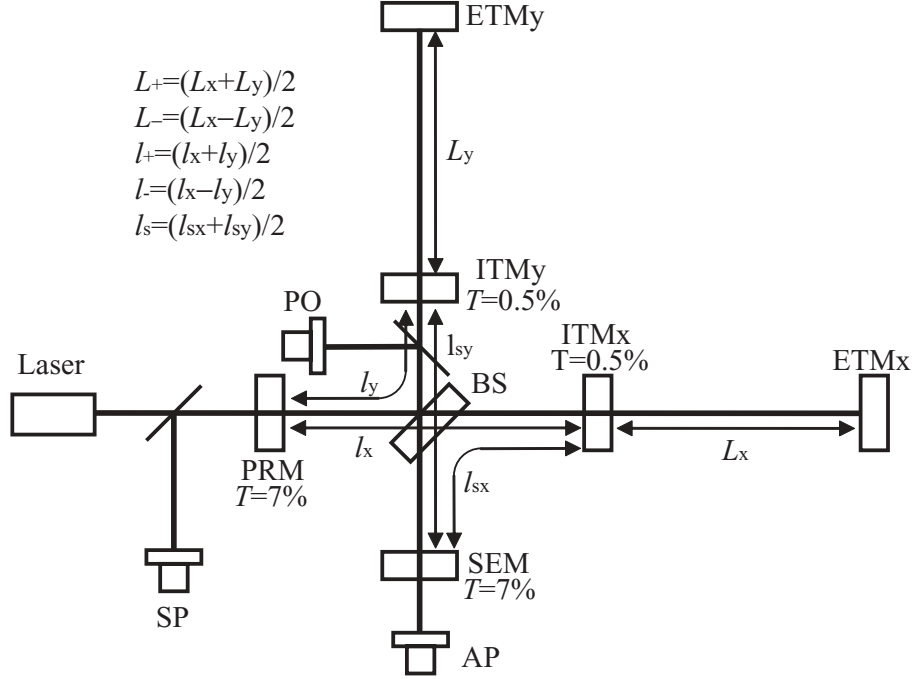 ETMy
L+=(Lx+Ly)/2
L–=(Lx–Ly)/2
l+=(lx+ly)/2
l-=(lx–ly)/2
ls=(lsx+lsy)/2
Ly
ITMy
T=0.5%
PO
ITMx
T=0.5%
lsy
ETMx
Laser
BS
ly
lx
Lx
PRM
T=7%
lsx
SEM
T=7%
SP
AP